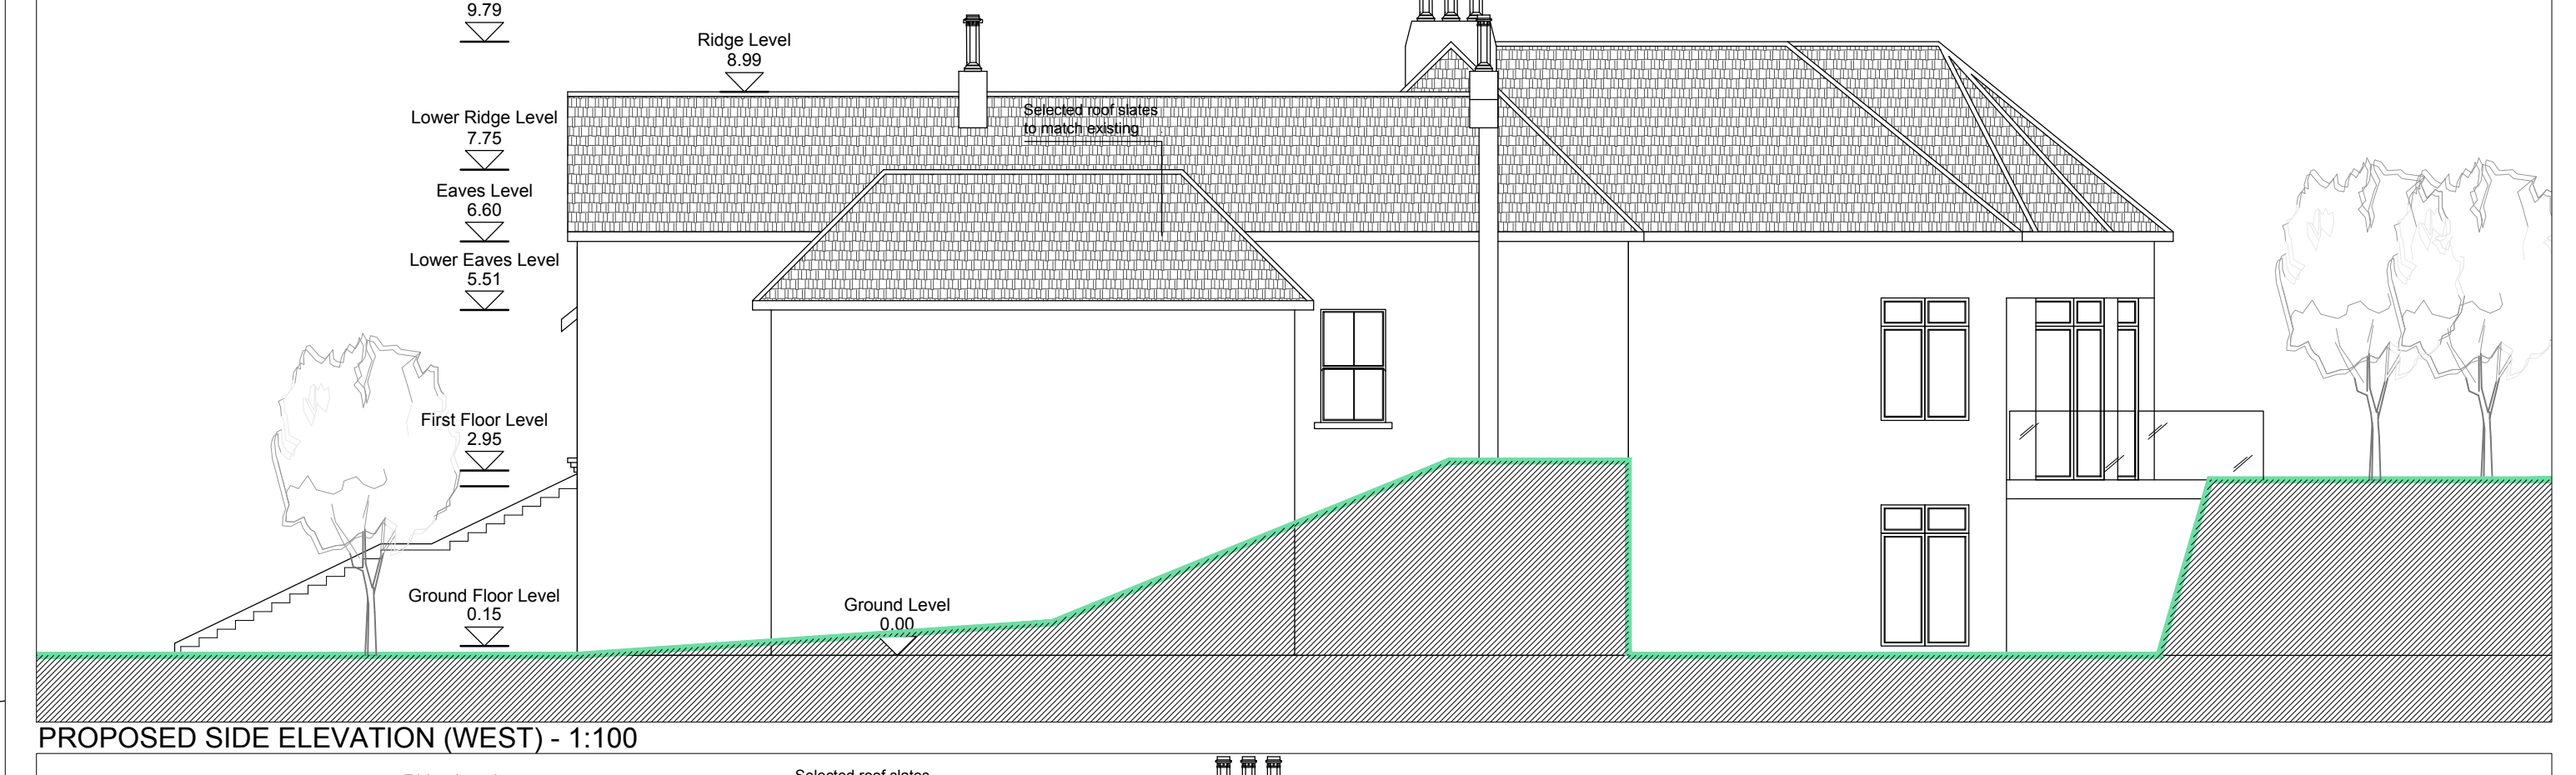 9.79
Ridge Level
8.99
Lower Ridge Level
7.75
Selected roof slates
to match existing
Eaves Level
6.60
Lower Eaves Level
5.51
First Floor Level
2.95
Ground Floor Level
0.15
Ground Level
0.00
PROPOSED SIDE ELEVATION (WEST) - 1:100
Selected roof slates